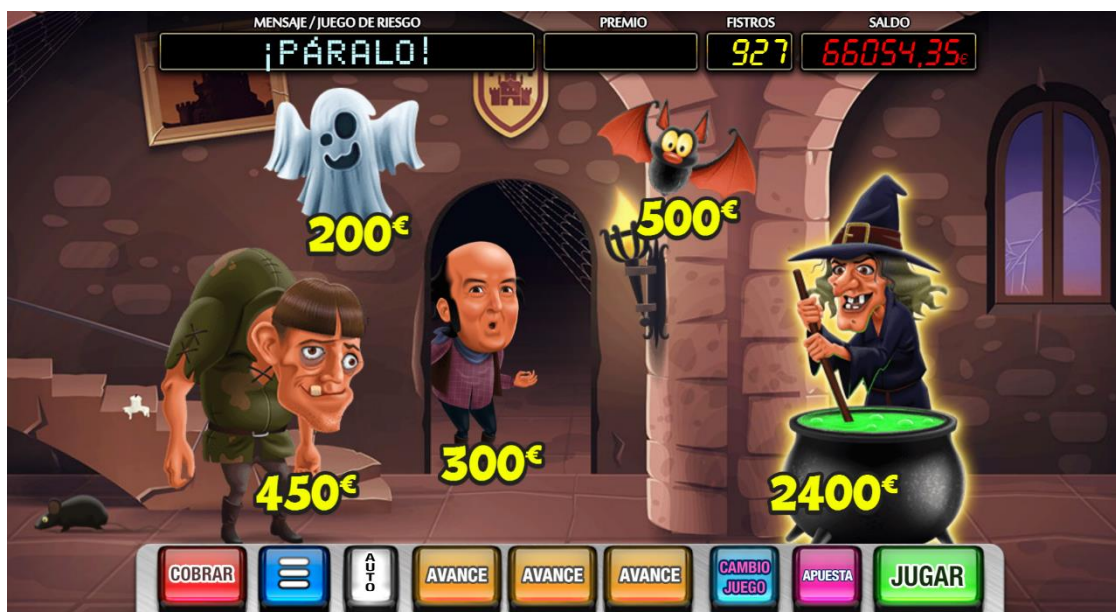 MENSAJE / JUEGO DE RIESGO
PREMIO
FISTROS
SALDO
¡PÁRALO!
927
66054,35€
200€
500€
300€
450€
2400€
COBRAR
AUTO
AVANCE
AVANCE
AVANCE
CAMBIO
JUEGO
APUESTA
JUGAR